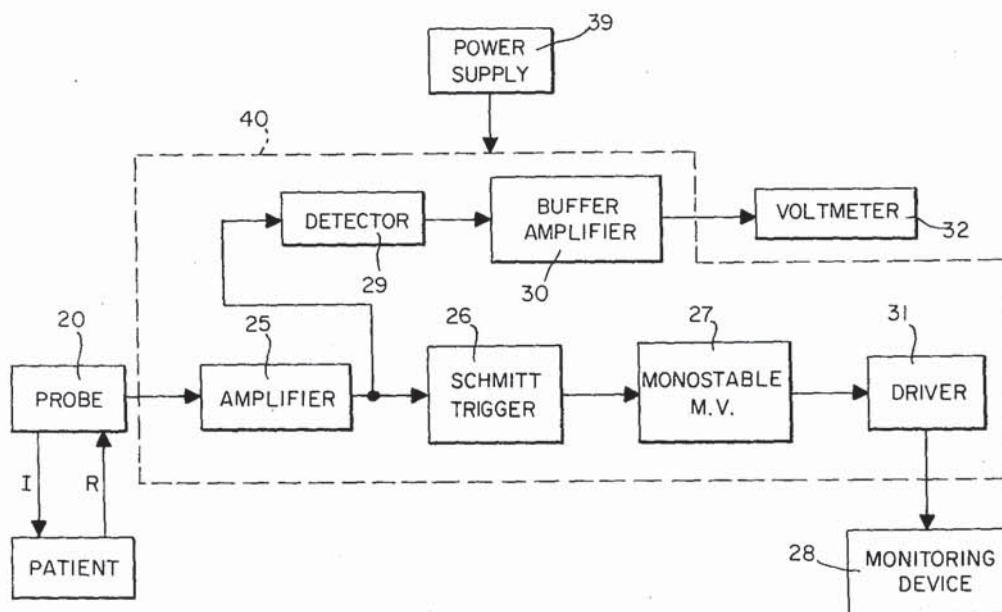 39
POWER
SUPPLY
40
DETECTOR
29
BUFFER
AMPLIFIER
30
VOLTMETER
32
20
PROBE
25
AMPLIFIER
26
SCHMITT
TRIGGER
27
MONOSTABLE
M.V.
31
DRIVER
I
R
PATIENT
28
MONITORING
DEVICE